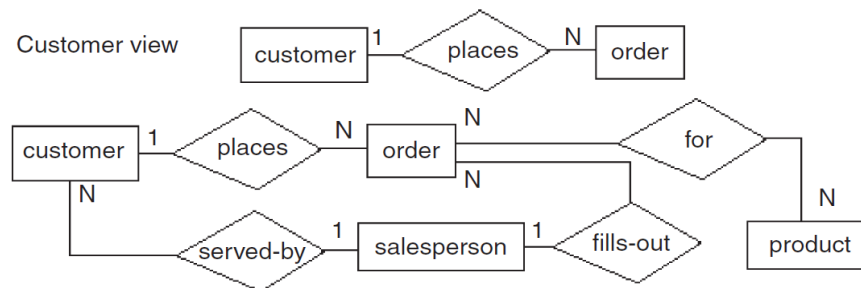 Customer view
customer 1 places N order
customer 1 places N order N for
N N N
served-by 1 salesperson 1 fills-out product